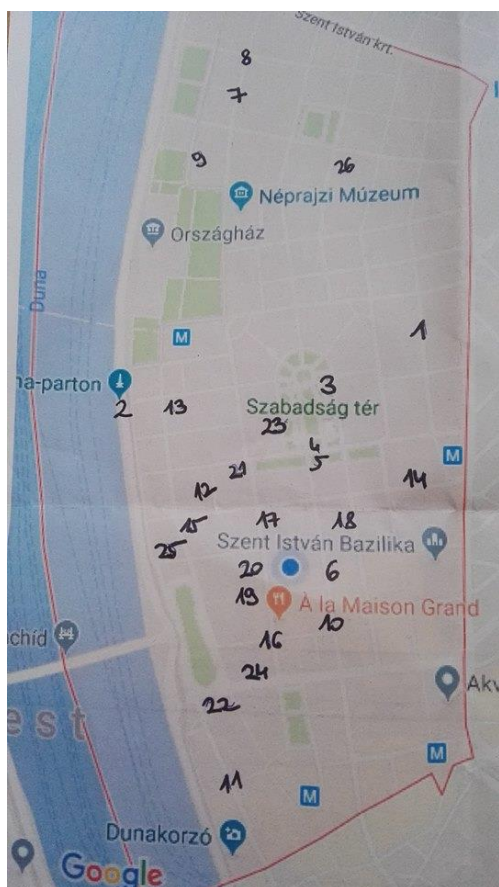 Szent István krt.
8
7
9
26
Néprajzi Múzeum
Országház
Duna
M
1
na-parton
3
2
13
Szabadság tér
23
4
5
M
21
12
14
15
17
18
25
Szent István Bazilika
20
6
19
À la Maison Grand
10
chíd
16
24
Akv
est
22
M
11
M
Dunakorzó
Google